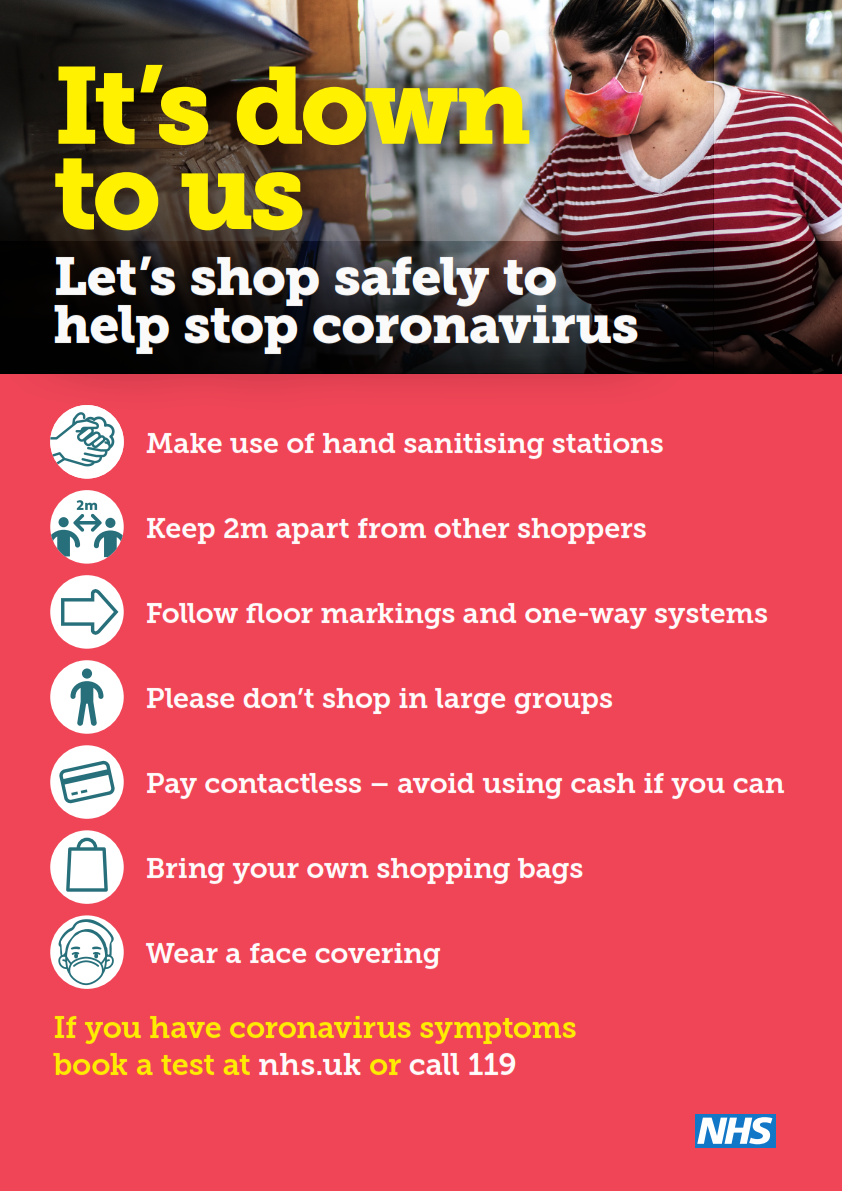 It's down
to us
Let's shop safely to
help stop coronavirus
Make use of hand sanitising stations
2m
Keep 2m apart from other shoppers
Follow floor markings and one-way systems
Please don't shop in large groups
Pay contactless – avoid using cash if you can
Bring your own shopping bags
Wear a face covering
If you have coronavirus symptoms
book a test at nhs.uk or call 119
NHS